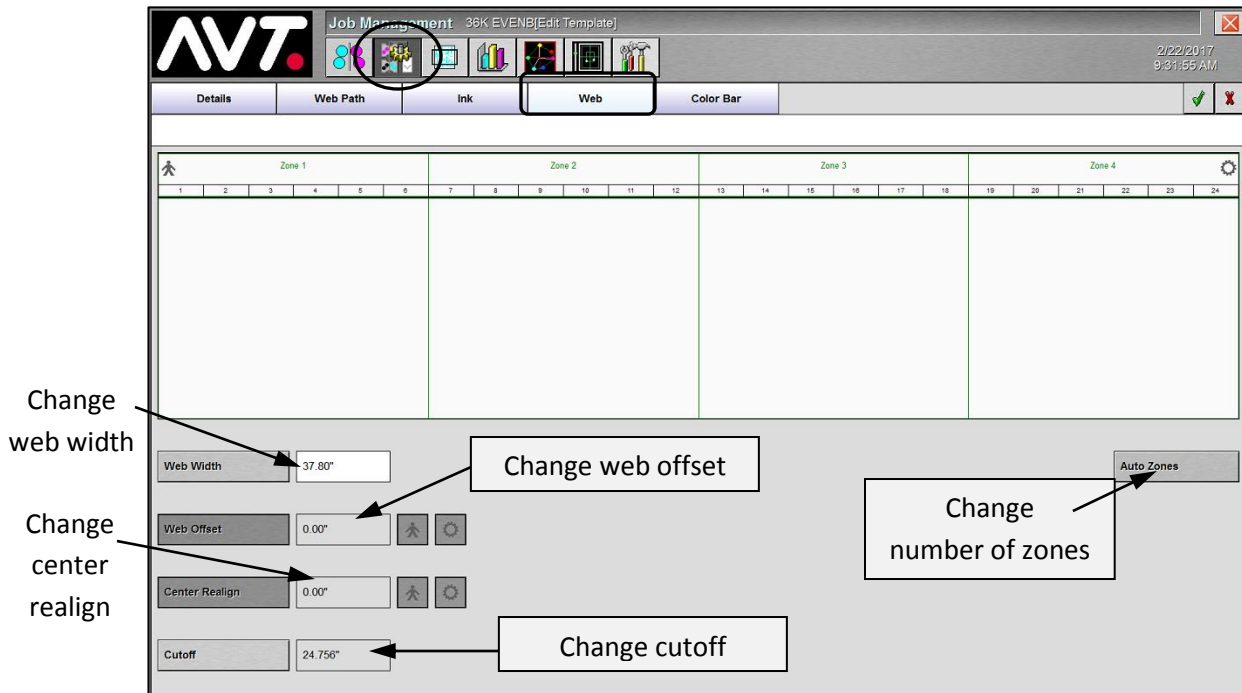 AVT.
Job Management 36K EVENB[Edit Template]
2/22/2017
9:31:55 AM
Details Web Path Ink Web Color Bar
Zone 1 Zone 2 Zone 3 Zone 4
1 2 3 4 5 6 7 8 9 10 11 12 13 14 15 16 17 18 19 20 21 22 23 24
Change
web width
Web Width 37.80"
Change web offset
Auto Zones
Change
number of zones
Change
center
realign
Web Offset 0.00"
Center Realign 0.00"
Cutoff 24.756"
Change cutoff